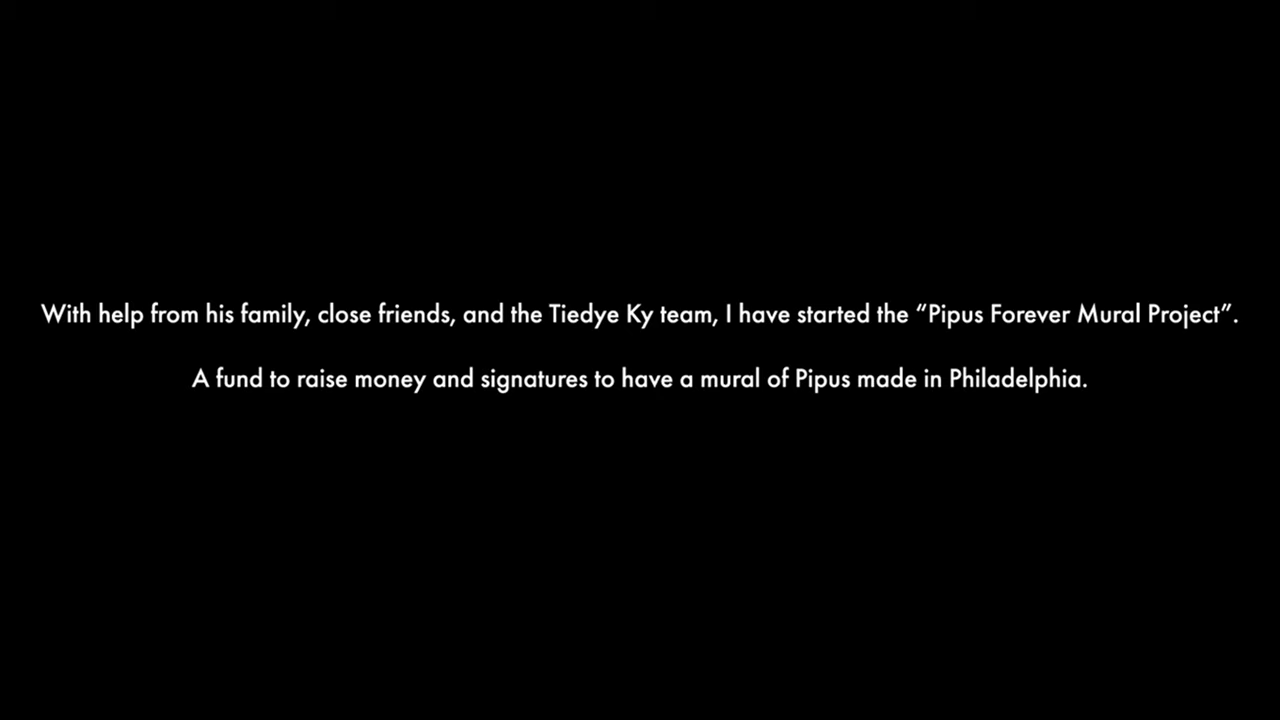 With help from his family, close friends, and the Tiedye Ky team, I have started the “Pipus Forever Mural Project”.
A fund to raise money and signatures to have a mural of Pipus made in Philadelphia.